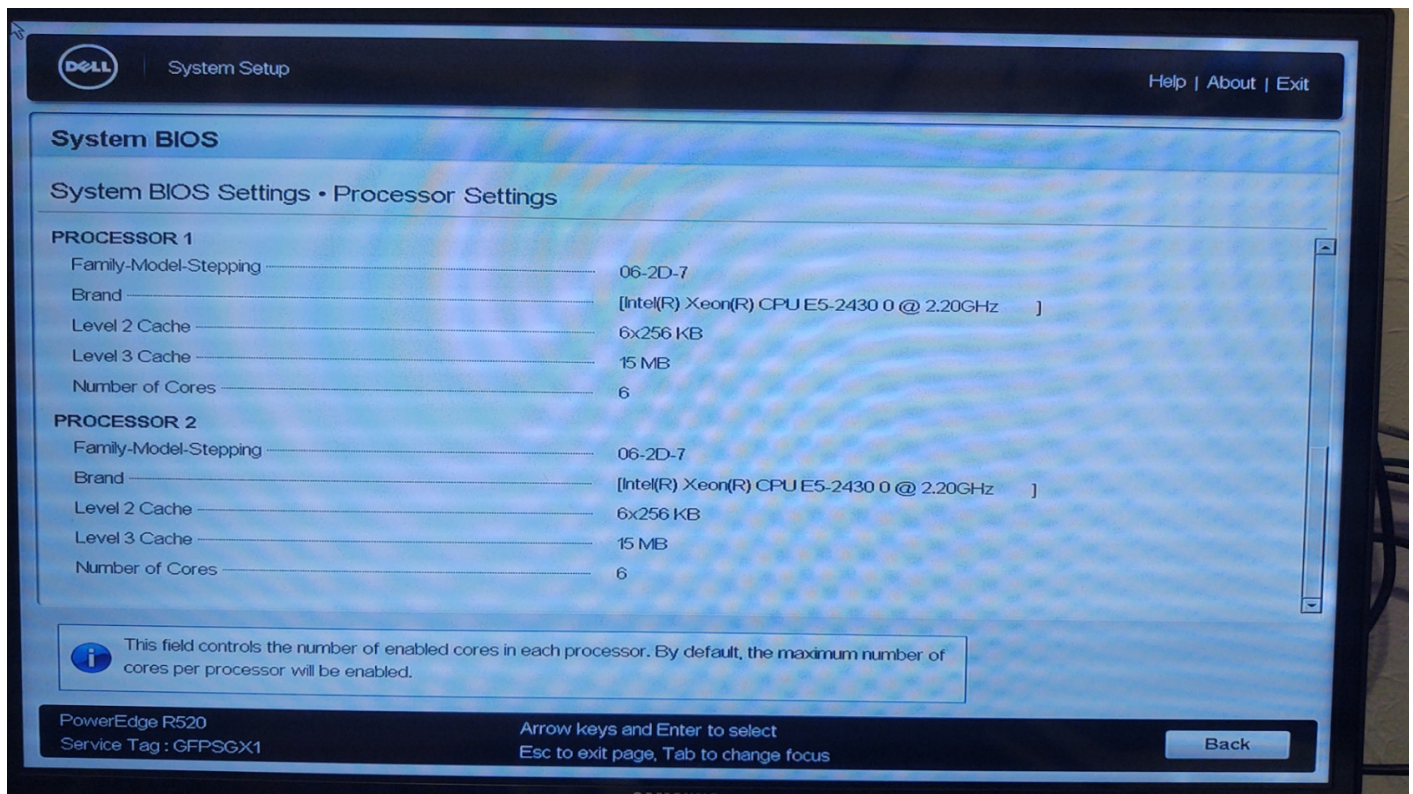 DELL
System Setup
Help | About | Exit
System BIOS
System BIOS Settings • Processor Settings
PROCESSOR 1
Family-Model-Stepping 06-2D-7
Brand [Intel(R) Xeon(R) CPU E5-2430 0 @ 2.20GHz ]
Level 2 Cache 6x256 KB
Level 3 Cache 15 MB
Number of Cores 6
PROCESSOR 2
Family-Model-Stepping 06-2D-7
Brand [Intel(R) Xeon(R) CPU E5-2430 0 @ 2.20GHz ]
Level 2 Cache 6x256 KB
Level 3 Cache 15 MB
Number of Cores 6
This field controls the number of enabled cores in each processor. By default, the maximum number of
cores per processor will be enabled.
PowerEdge R520
Service Tag : GFPSGX1
Arrow keys and Enter to select
Esc to exit page, Tab to change focus
Back